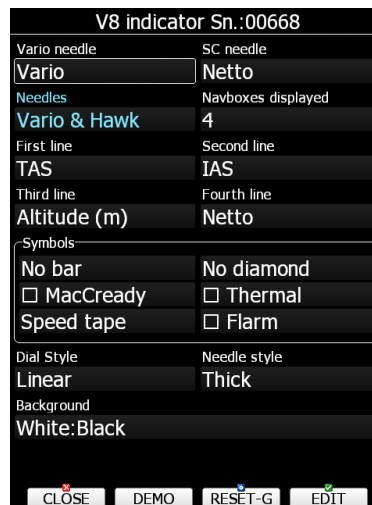 V8 indicator Sn.:00668
Vario needle SC needle
Vario Netto
Needles Navboxes displayed
Vario & Hawk 4
First line Second line
TAS IAS
Third line Fourth line
Altitude (m) Netto
Symbols
No bar No diamond
MacCready Thermal
Speed tape Flarm
Dial Style Needle style
Linear Thick
Background
White:Black
CLOSE DEMO RESET-G EDIT